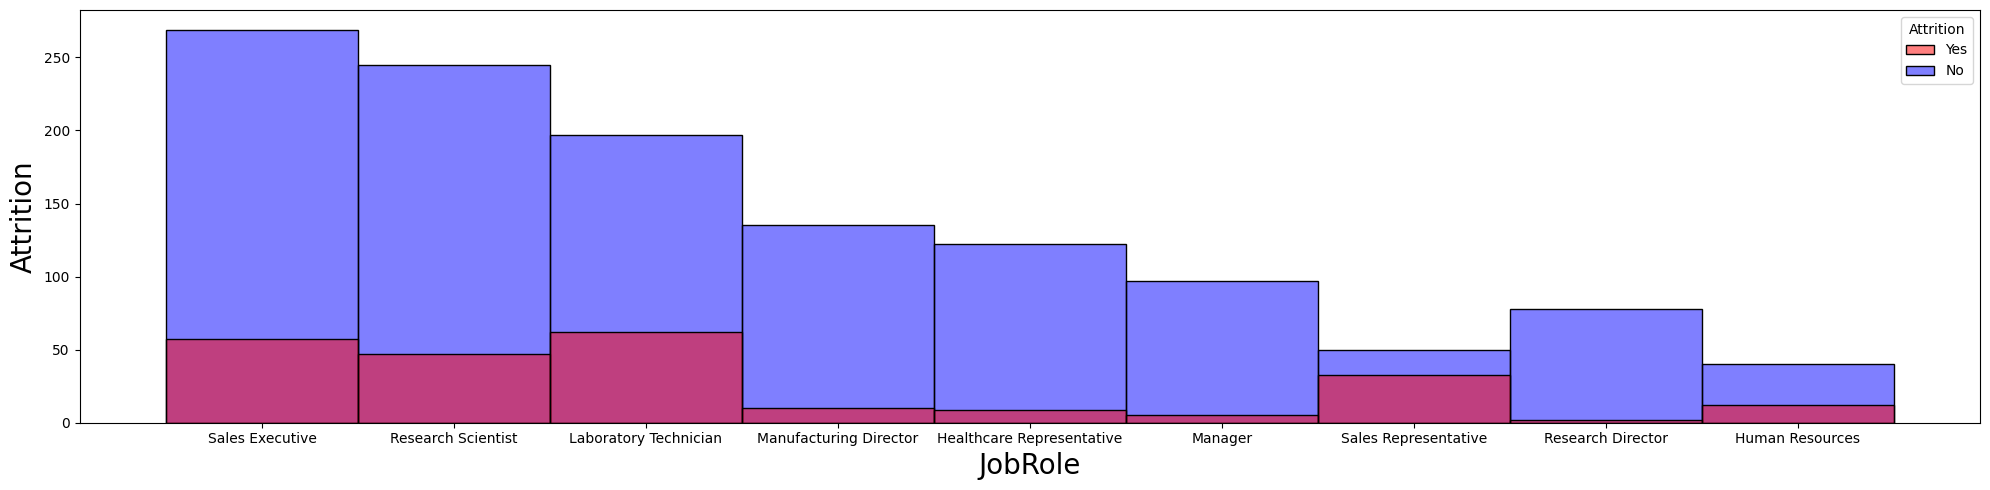 Attrition
Yes
No
250
200
150
100
50
0
Attrition
Sales Executive
Research Scientist
Laboratory Technician
Manufacturing Director
Healthcare Representative
Manager
Sales Representative
Research Director
Human Resources
JobRole